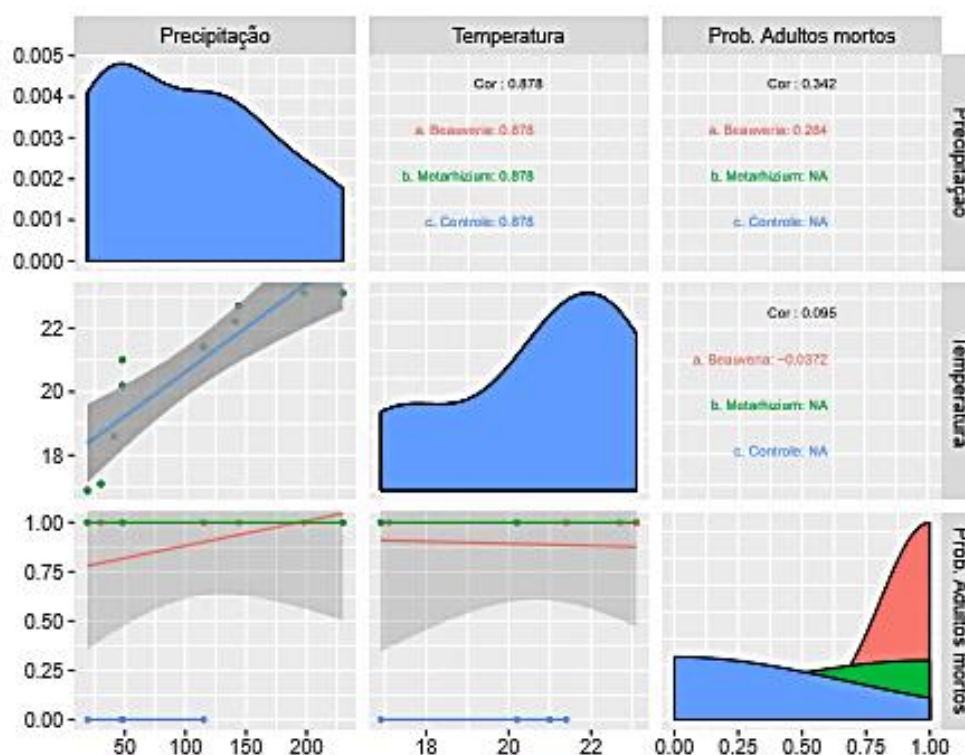 Precipitação Temperatura Prob. Adultos mortos
0.005
0.004
0.003
0.002
0.001
0.000
Cor : 0.878
a. Beauveria: 0.878
b. Metarhizium: 0.878
c. Controle: 0.878
Cor : 0.342
a. Beauveria: 0.284
b. Metarhizium: NA
c. Controle: NA
Precipitação
22
20
18
Cor : 0.095
a. Beauveria: −0.0372
b. Metarhizium: NA
c. Controle: NA
Temperatura
1.00
0.75
0.50
0.25
0.00
Prob. Adultos mortos
50 100 150 200
18 20 22
0.00 0.25 0.50 0.75 1.00